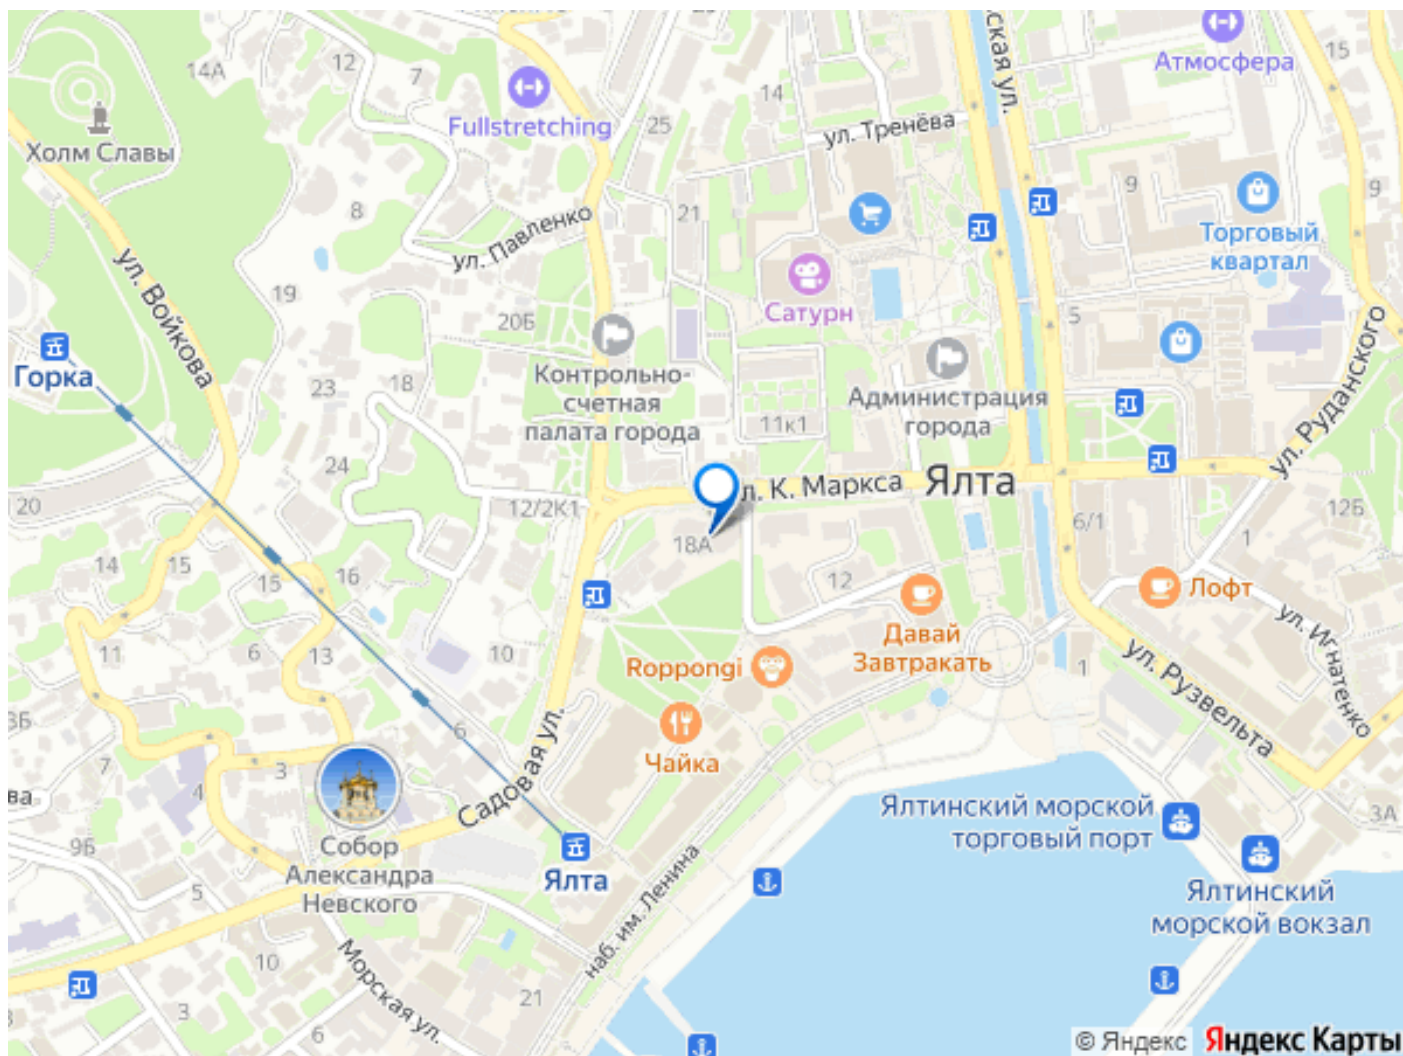 ская ул.
15
Атмосфера
14А
12
7
14
Fullstretching
25
ул. Тренёва
Холм Славы
9
9
8
21
ул. Павленко
Торговый
квартал
ул. Войкова
19
20Б
Сатурн
5
Горка
Контрольно-
счетная
палата города
23
18
Администрация
города
11к1
ул. Руданского
24
20
12/2К1
л. К. Маркса
Ялта
6/1
12Б
18А
1
14
15
15
16
12
Лофт
ул. Игнатенко
Давай
Завтракать
11
6
13
10
Roppongi
1
ул. Рузвельта
3Б
6
Чайка
7
3
4
Садовая ул.
ва
Ялтинский морской
торговый порт
3А
9Б
Собор
Александра
Невского
Ялта
5
наб. им. Ленина
Ялтинский
морской вокзал
10
Морская ул.
21
3
6
© Яндекс
Яндекс Карты